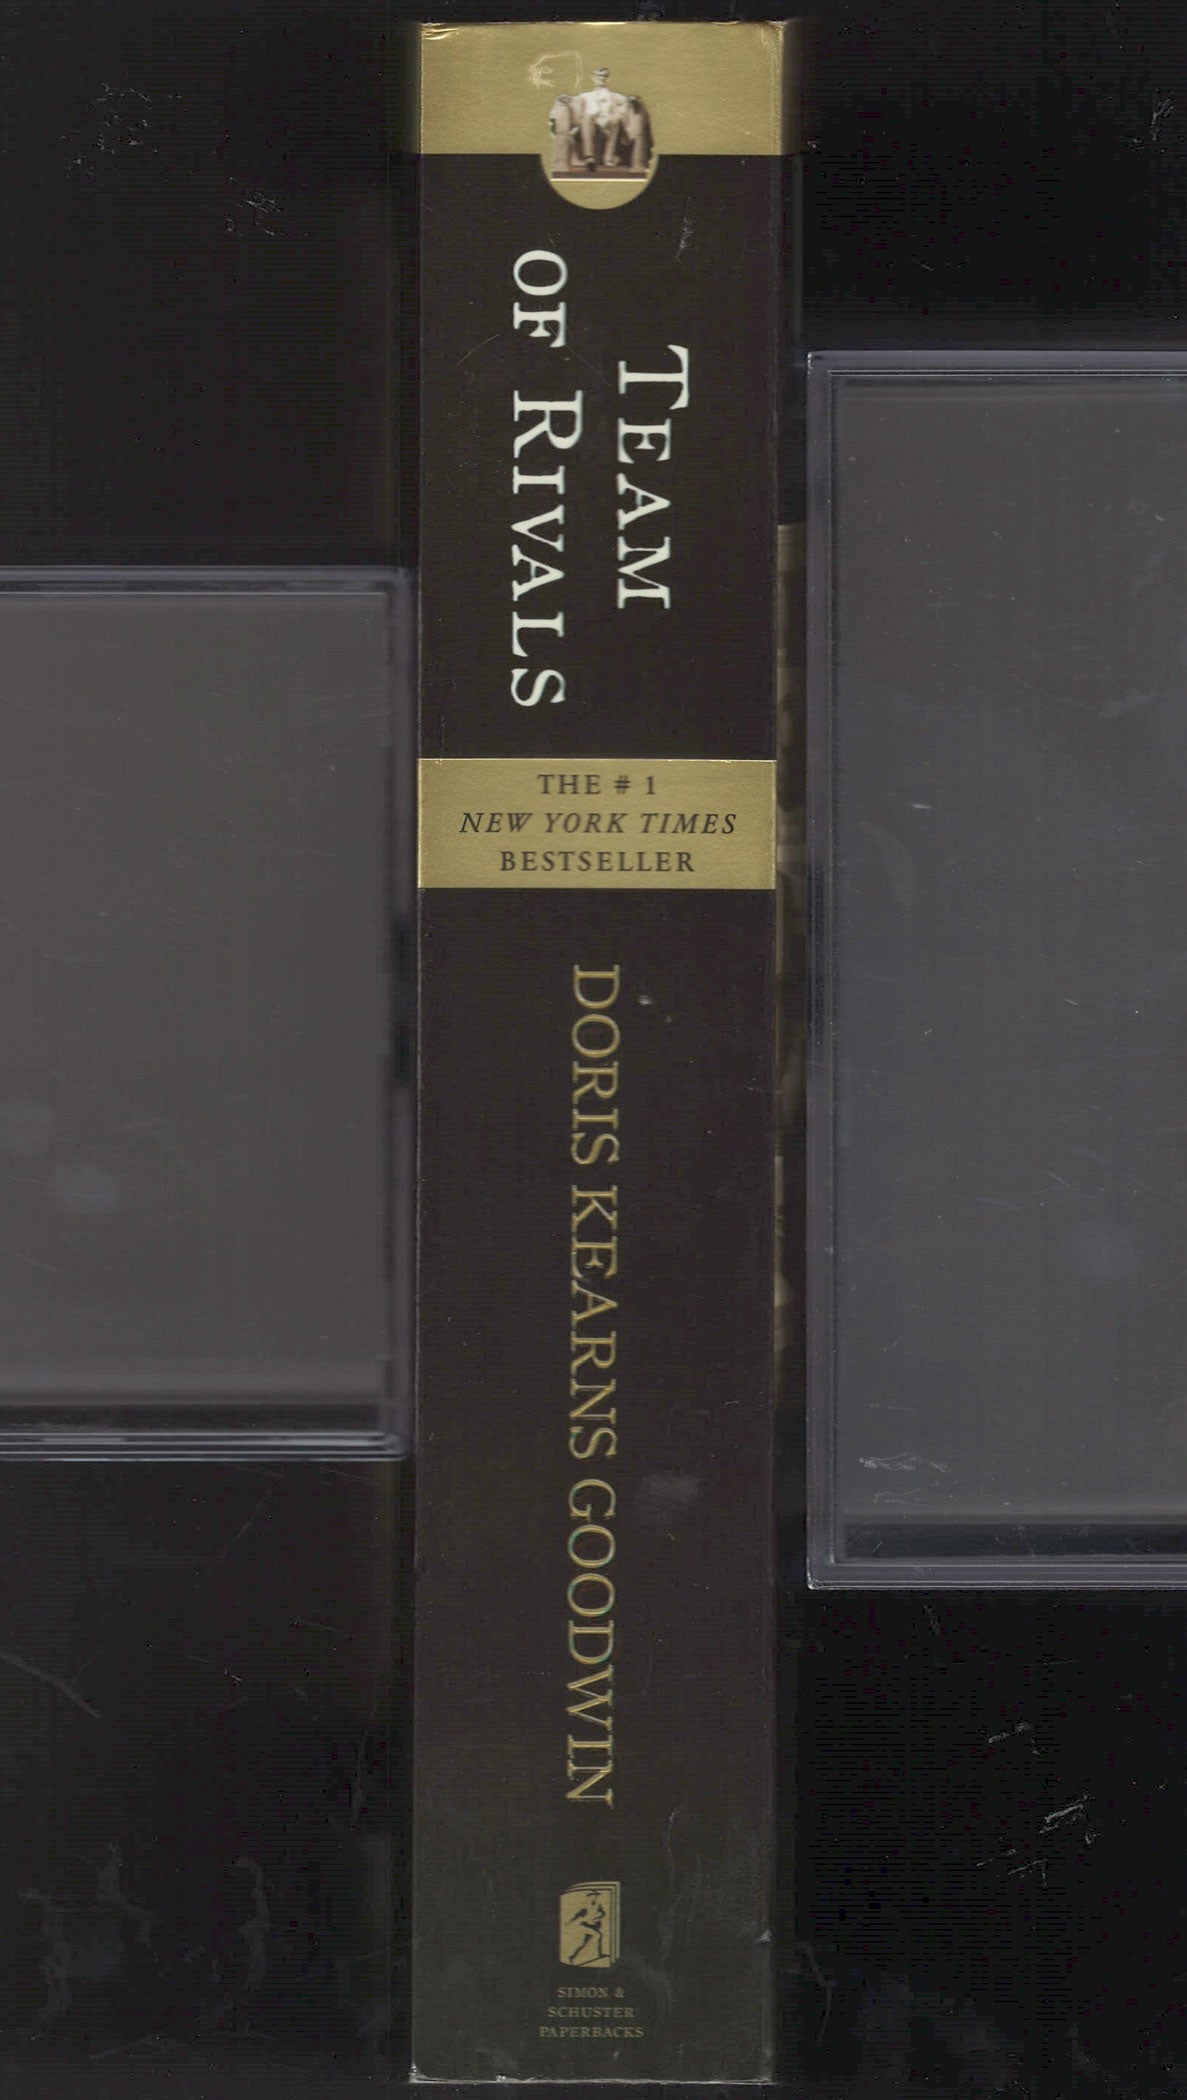 TEAM
OF RIVALS
THE # 1
NEW YORK TIMES
BESTSELLER
DORIS KEARNS GOODWIN
SIMON &
SCHUSTER
PAPERBACKS